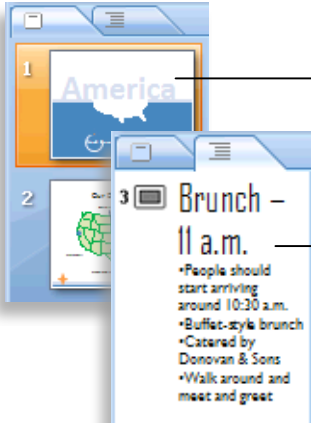 1
America
2
3
Brunch –
11 a.m.
•People should
start arriving
around 10:30 a.m.
•Buffet-style brunch
•Catered by
Donovan & Sons
•Walk around and
meet and greet